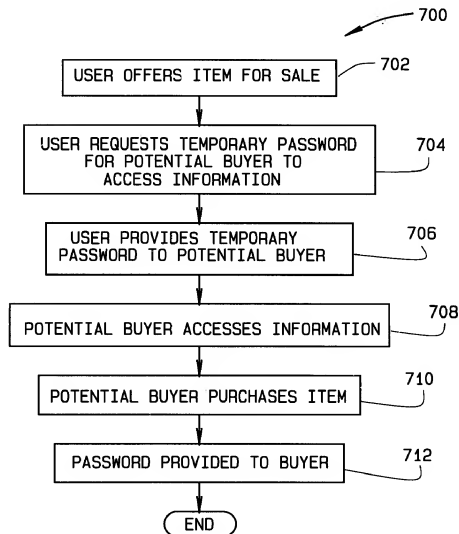 700
USER OFFERS ITEM FOR SALE
702
USER REQUESTS TEMPORARY PASSWORD
FOR POTENTIAL BUYER TO
ACCESS INFORMATION
704
USER PROVIDES TEMPORARY
PASSWORD TO POTENTIAL BUYER
706
POTENTIAL BUYER ACCESSES INFORMATION
708
POTENTIAL BUYER PURCHASES ITEM
710
PASSWORD PROVIDED TO BUYER
712
END